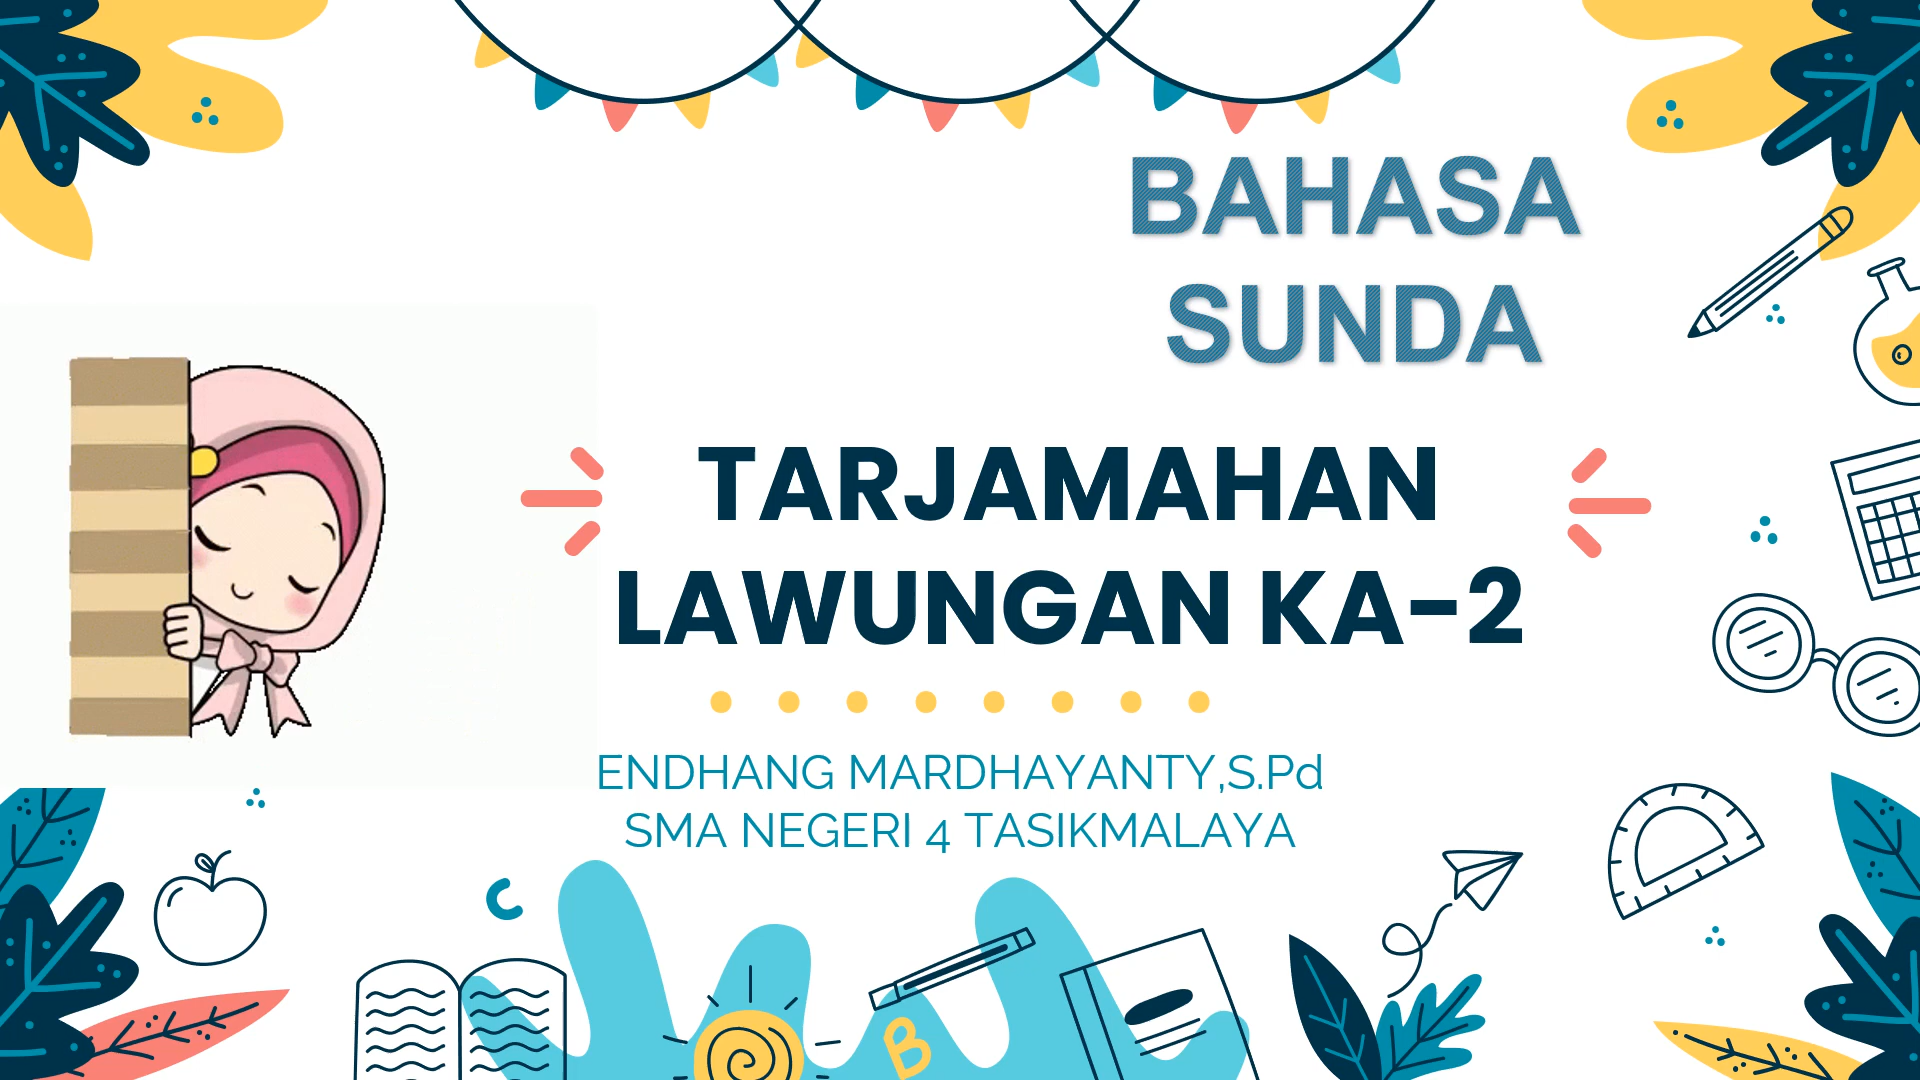 BAHASA
SUNDA
TARJAMAHAN
LAWUNGAN KA-2
ENDHANG MARDHAYANTY,S.Pd
SMA NEGERI 4 TASIKMALAYA
C
B